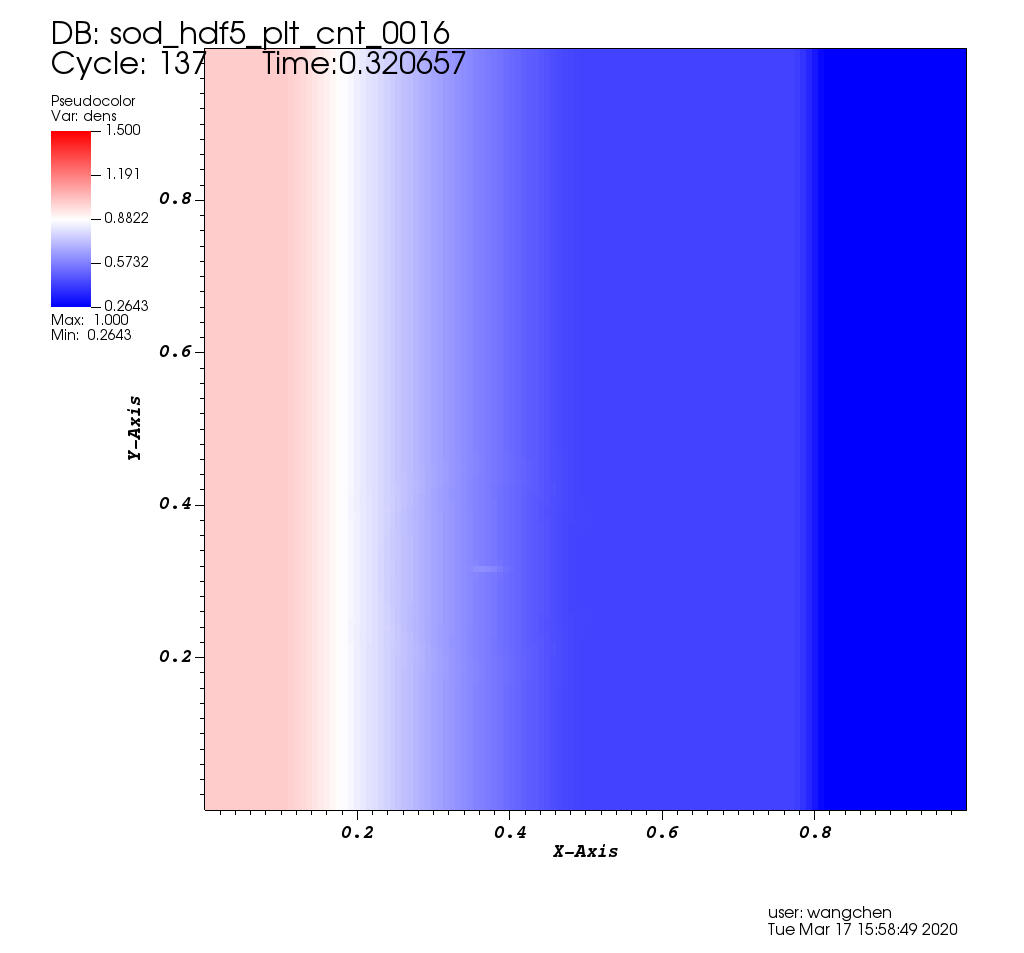 DB: sod_hdf5_plt_cnt_0016
Cycle: 137 Time:0.320657
Pseudocolor
Var: dens
1.500
1.191
0.8822
0.5732
0.2643
Max: 1.000
Min: 0.2643
0.8
0.6
0.4
0.2
Y-Axis
0.2 0.4 0.6 0.8
X-Axis
user: wangchen
Tue Mar 17 15:58:49 2020